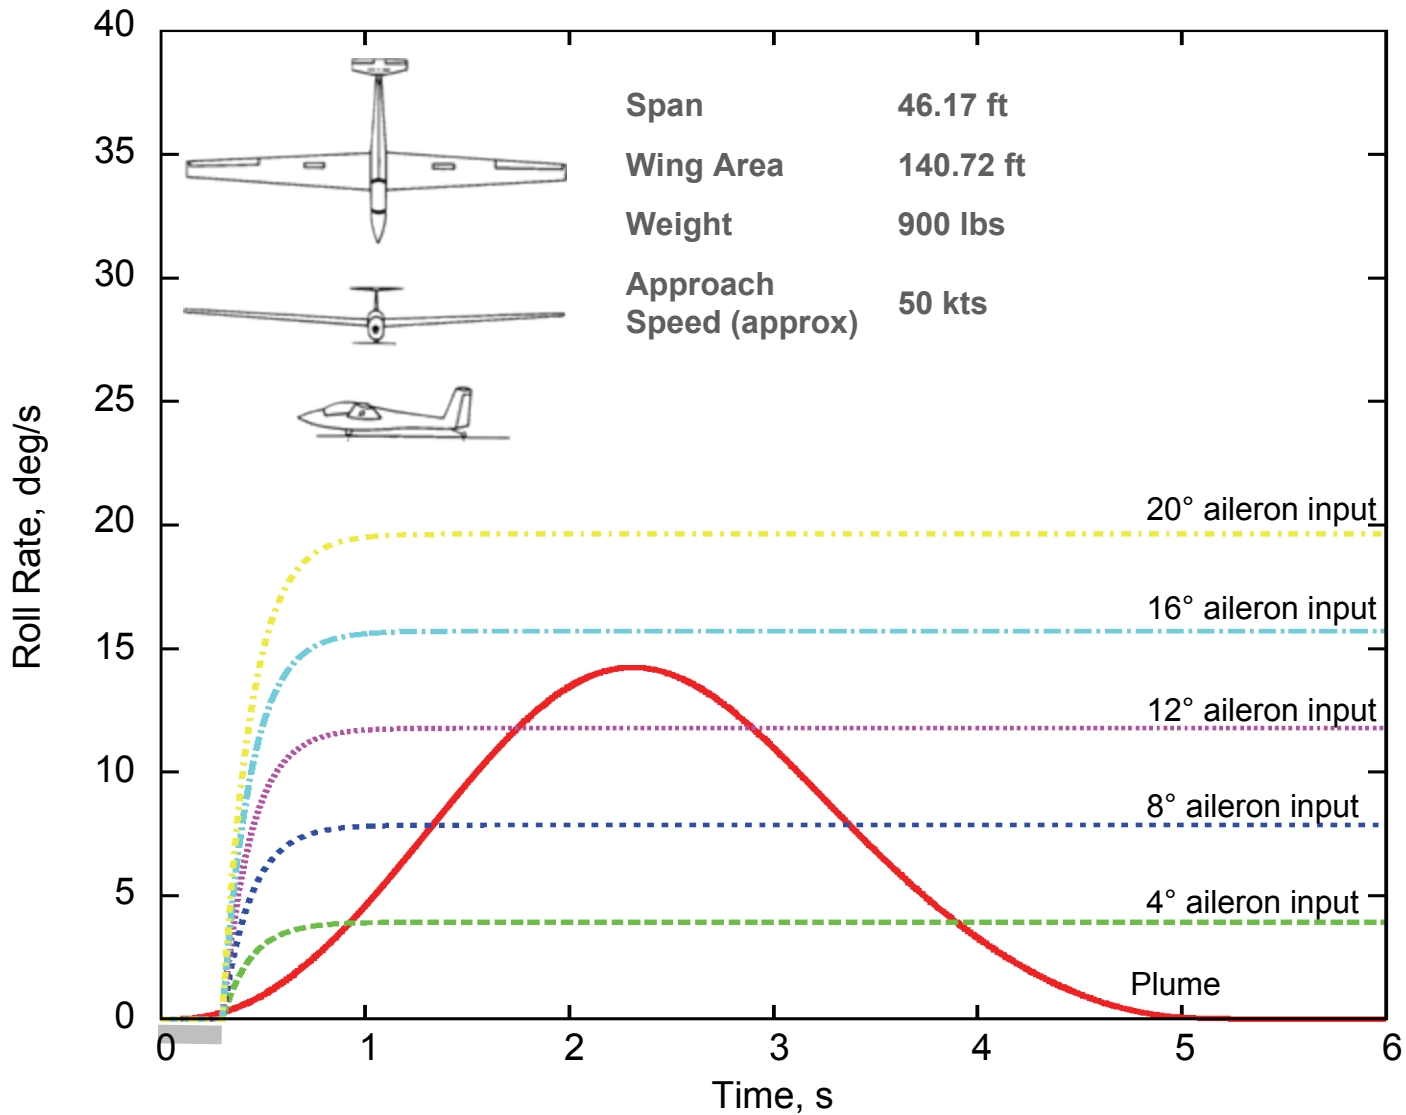 40
35
30
25
20
15
10
5
0
Roll Rate, deg/s
Span 46.17 ft
Wing Area 140.72 ft
Weight 900 lbs
Approach
Speed (approx) 50 kts
20° aileron input
16° aileron input
12° aileron input
8° aileron input
4° aileron input
Plume
0 1 2 3 4 5 6
Time, s